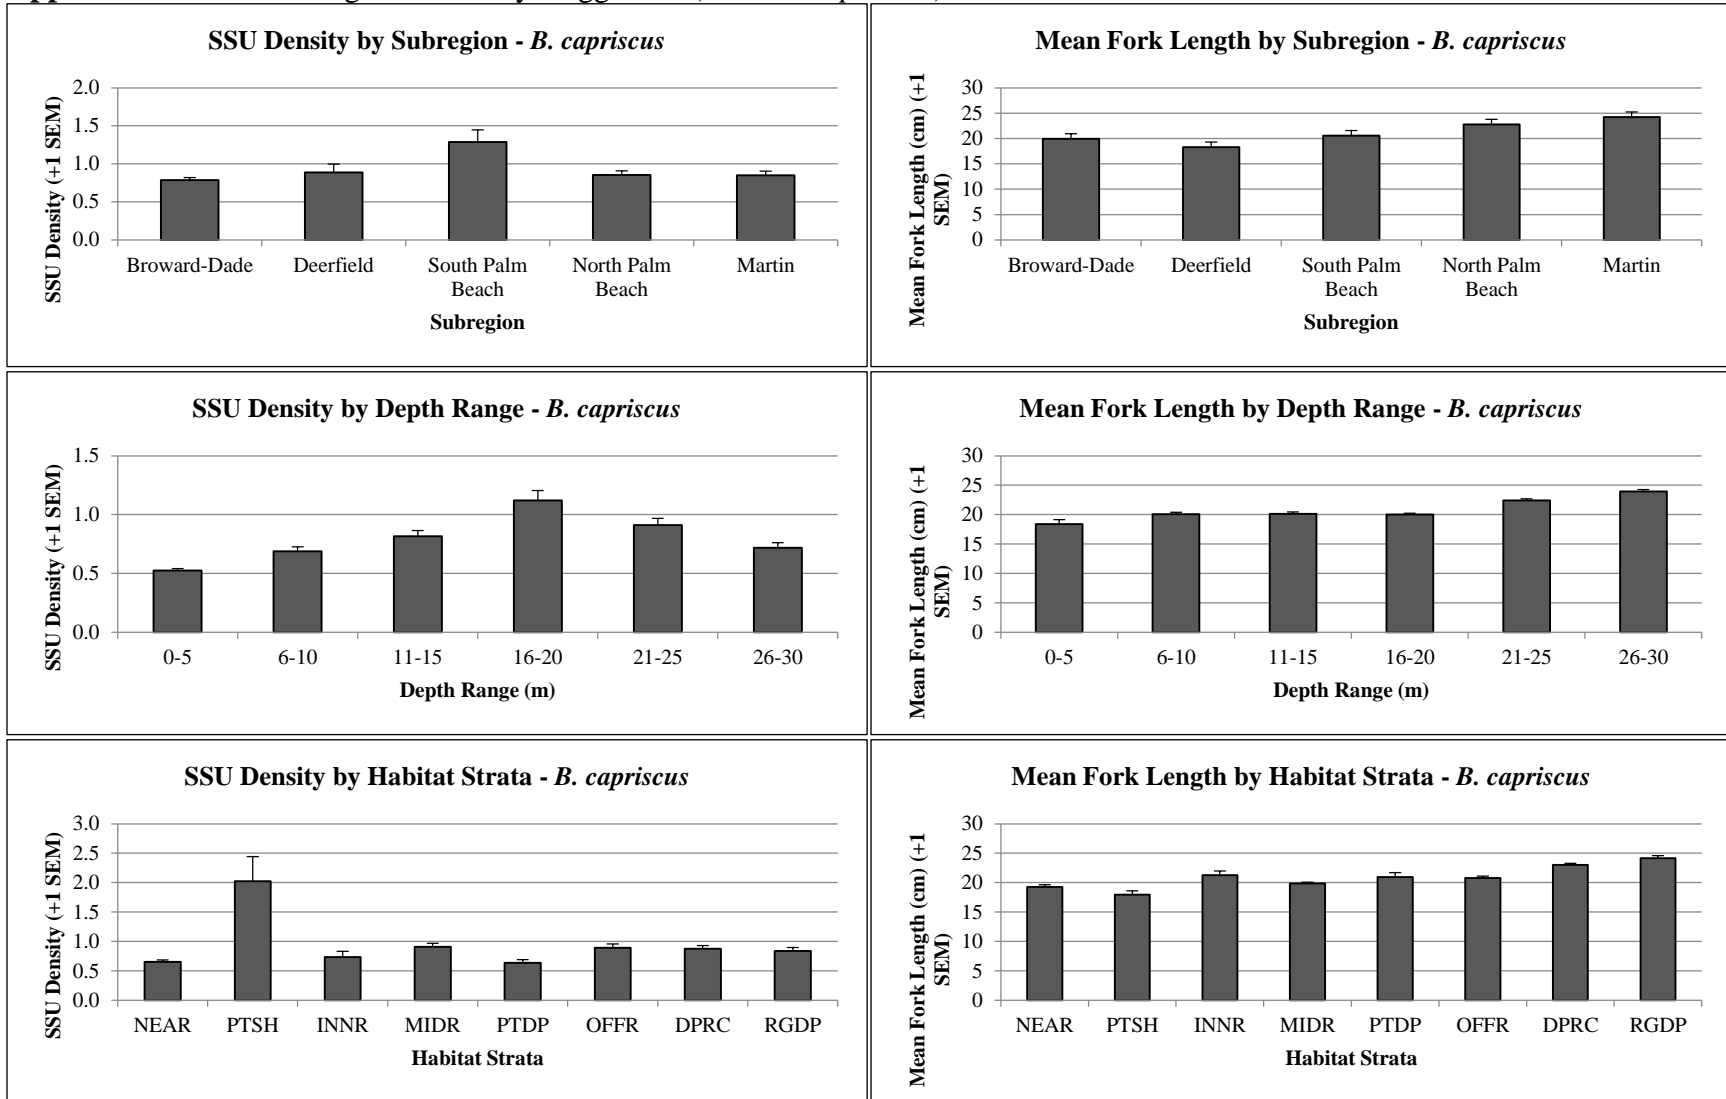 SSU Density by Subregion - B. capriscus
SSU Density (+1 SEM)
2.0
1.5
1.0
0.5
0.0
Broward-Dade
Deerfield
South Palm
Beach
North Palm
Beach
Martin
Subregion
Mean Fork Length by Subregion - B. capriscus
Mean Fork Length (cm) (+1
SEM)
30
25
20
15
10
5
0
Broward-Dade
Deerfield
South Palm
Beach
North Palm
Beach
Martin
Subregion
SSU Density by Depth Range - B. capriscus
SSU Density (+1 SEM)
1.5
1.0
0.5
0.0
0-5
6-10
11-15
16-20
21-25
26-30
Depth Range (m)
Mean Fork Length by Depth Range - B. capriscus
Mean Fork Length (cm) (+1
SEM)
30
25
20
15
10
5
0
0-5
6-10
11-15
16-20
21-25
26-30
Depth Range (m)
SSU Density by Habitat Strata - B. capriscus
SSU Density (+1 SEM)
3.0
2.5
2.0
1.5
1.0
0.5
0.0
NEAR
PTSH
INNR
MIDR
PTDP
OFFR
DPRC
RGDP
Habitat Strata
Mean Fork Length by Habitat Strata - B. capriscus
Mean Fork Length (cm) (+1
SEM)
30
25
20
15
10
5
0
NEAR
PTSH
INNR
MIDR
PTDP
OFFR
DPRC
RGDP
Habitat Strata